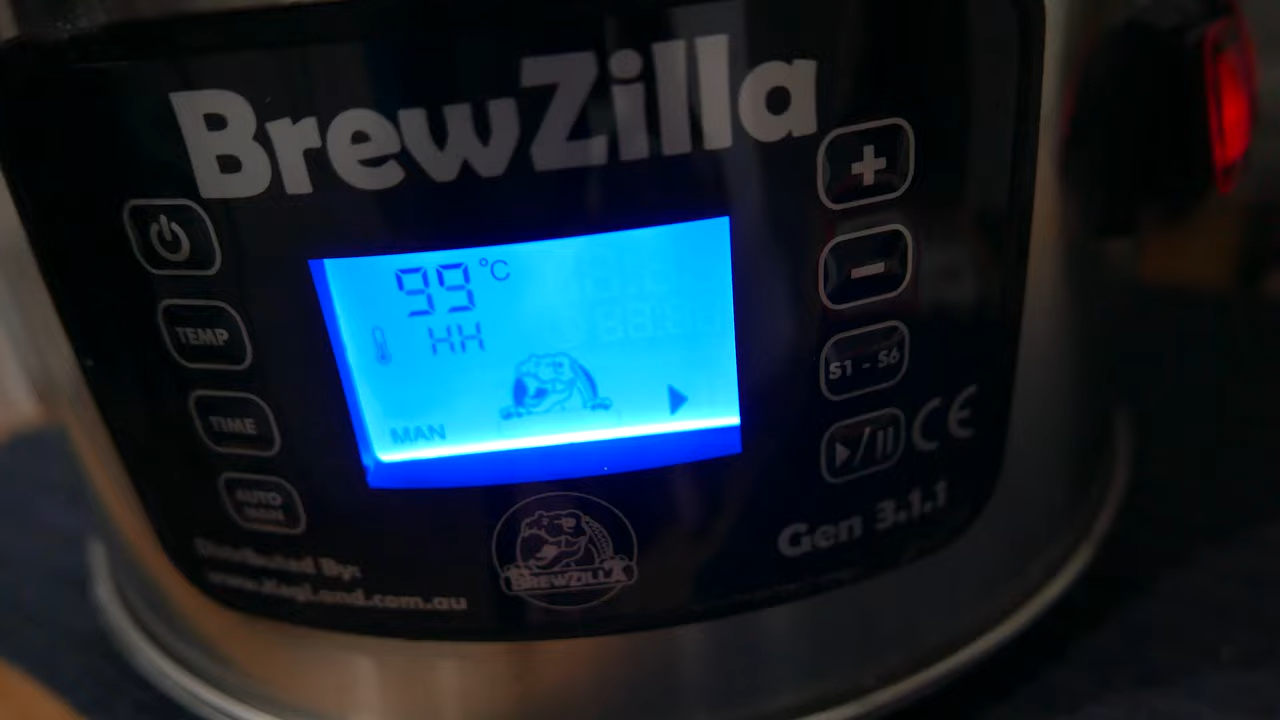 BrewZilla
99 °C
HH
MAN
TEMP
TIME
AUTO
MAN
+
−
S1 - S6
CE
Gen 3.1.1
Distributed By:
www.KegLand.com.au
BREWZILLA